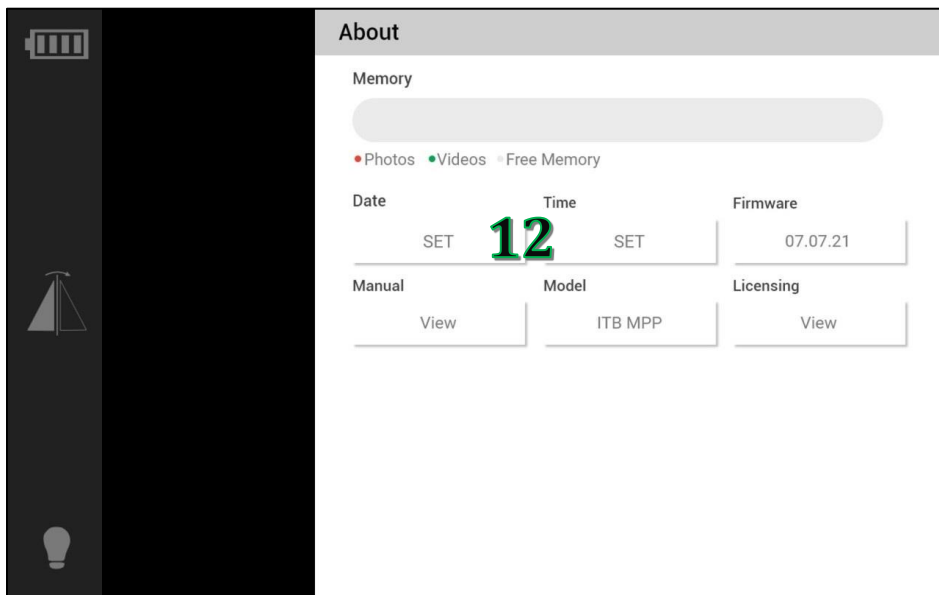 About
Memory
Photos Videos Free Memory
Date Time Firmware
SET 12 SET 07.07.21
Manual Model Licensing
View ITB MPP View